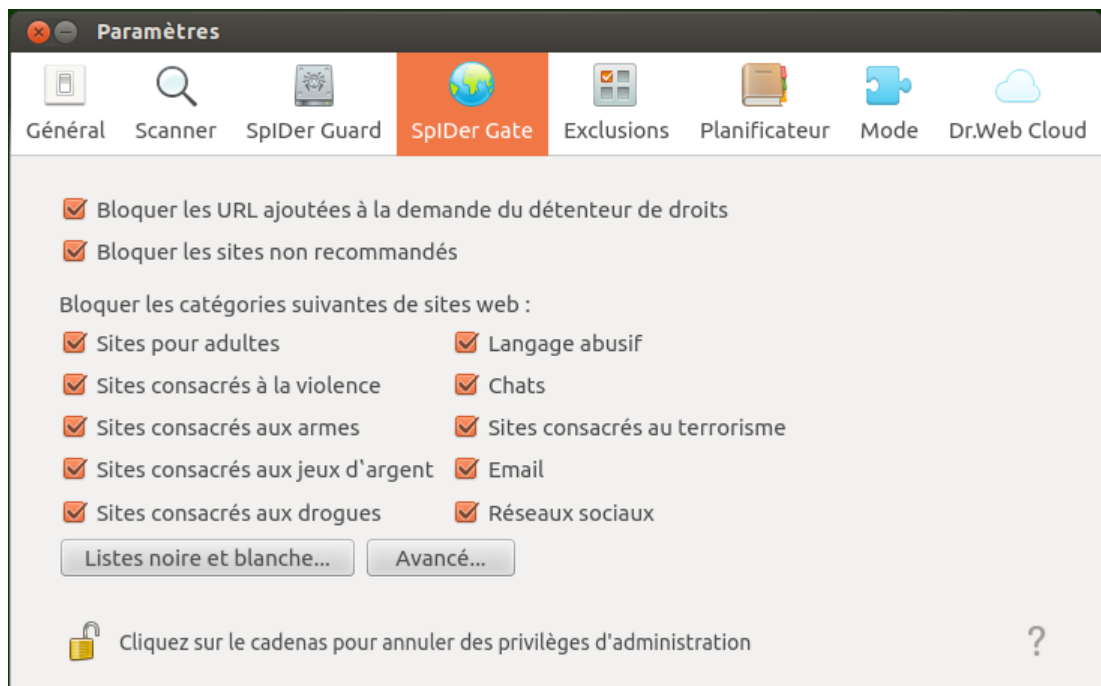 Paramètres
Général Scanner SpIDer Guard SpIDer Gate Exclusions Planificateur Mode Dr.Web Cloud
Bloquer les URL ajoutées à la demande du détenteur de droits
Bloquer les sites non recommandés
Bloquer les catégories suivantes de sites web :
Sites pour adultes Langage abusif
Sites consacrés à la violence Chats
Sites consacrés aux armes Sites consacrés au terrorisme
Sites consacrés aux jeux d`argent Email
Sites consacrés aux drogues Réseaux sociaux
Listes noire et blanche... Avancé...
Cliquez sur le cadenas pour annuler des privilèges d'administration ?